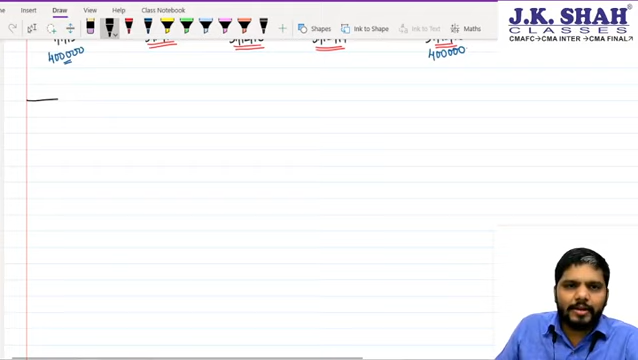 Insert Draw View Help Class Notebook
Shapes Ink to Shape Ink to Text Maths
J.K. SHAH®
CLASSES
CMAFC→CMA INTER →CMA FINAL
400000
400000